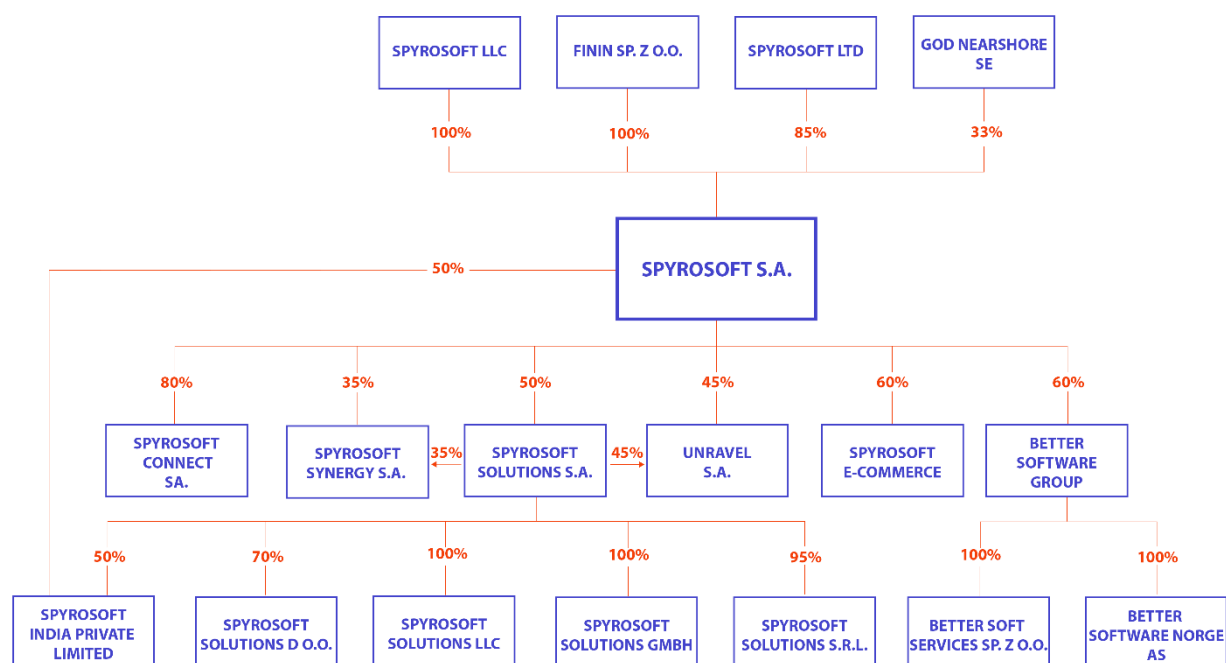 SPYROSOFT LLC
FININ SP. Z O.O.
SPYROSOFT LTD
GOD NEARSHORE
SE
100%
100%
85%
33%
SPYROSOFT S.A.
50%
80%
35%
50%
45%
60%
60%
SPYROSOFT
CONNECT
SA.
SPYROSOFT
SYNERGY S.A.
35%
SPYROSOFT
SOLUTIONS S.A.
45%
UNRAVEL
S.A.
SPYROSOFT
E-COMMERCE
BETTER
SOFTWARE
GROUP
50%
70%
100%
100%
95%
100%
100%
SPYROSOFT
INDIA PRIVATE
LIMITED
SPYROSOFT
SOLUTIONS D O.O.
SPYROSOFT
SOLUTIONS LLC
SPYROSOFT
SOLUTIONS GMBH
SPYROSOFT
SOLUTIONS S.R.L.
BETTER SOFT
SERVICES SP. Z O.O.
BETTER
SOFTWARE NORGE
AS